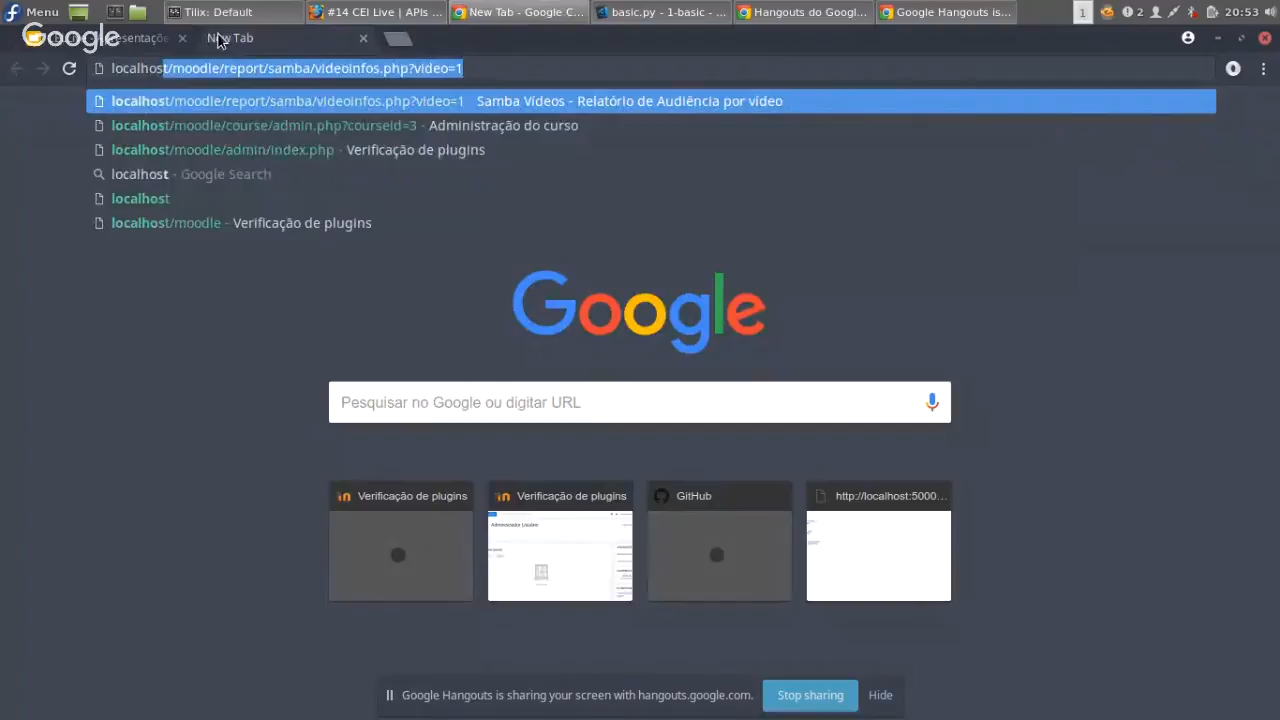 Menu
Tilix: Default
#14 CEI Live | APIs ...
New Tab - Google C...
basic.py - 1-basic - ...
Hangouts do Googl...
Google Hangouts is...
1
2
20:53
Google
New Tab
localhost/moodle/report/samba/videoinfos.php?video=1
localhost/moodle/report/samba/videoinfos.php?video=1 Samba Vídeos - Relatório de Audiência por vídeo
localhost/moodle/course/admin.php?courseid=3 - Administração do curso
localhost/moodle/admin/index.php - Verificação de plugins
localhost - Google Search
localhost
localhost/moodle - Verificação de plugins
Google
Pesquisar no Google ou digitar URL
Verificação de plugins
Verificação de plugins
GitHub
http://localhost:5000...
Administrador Usuário
Google Hangouts is sharing your screen with hangouts.google.com.
Stop sharing
Hide